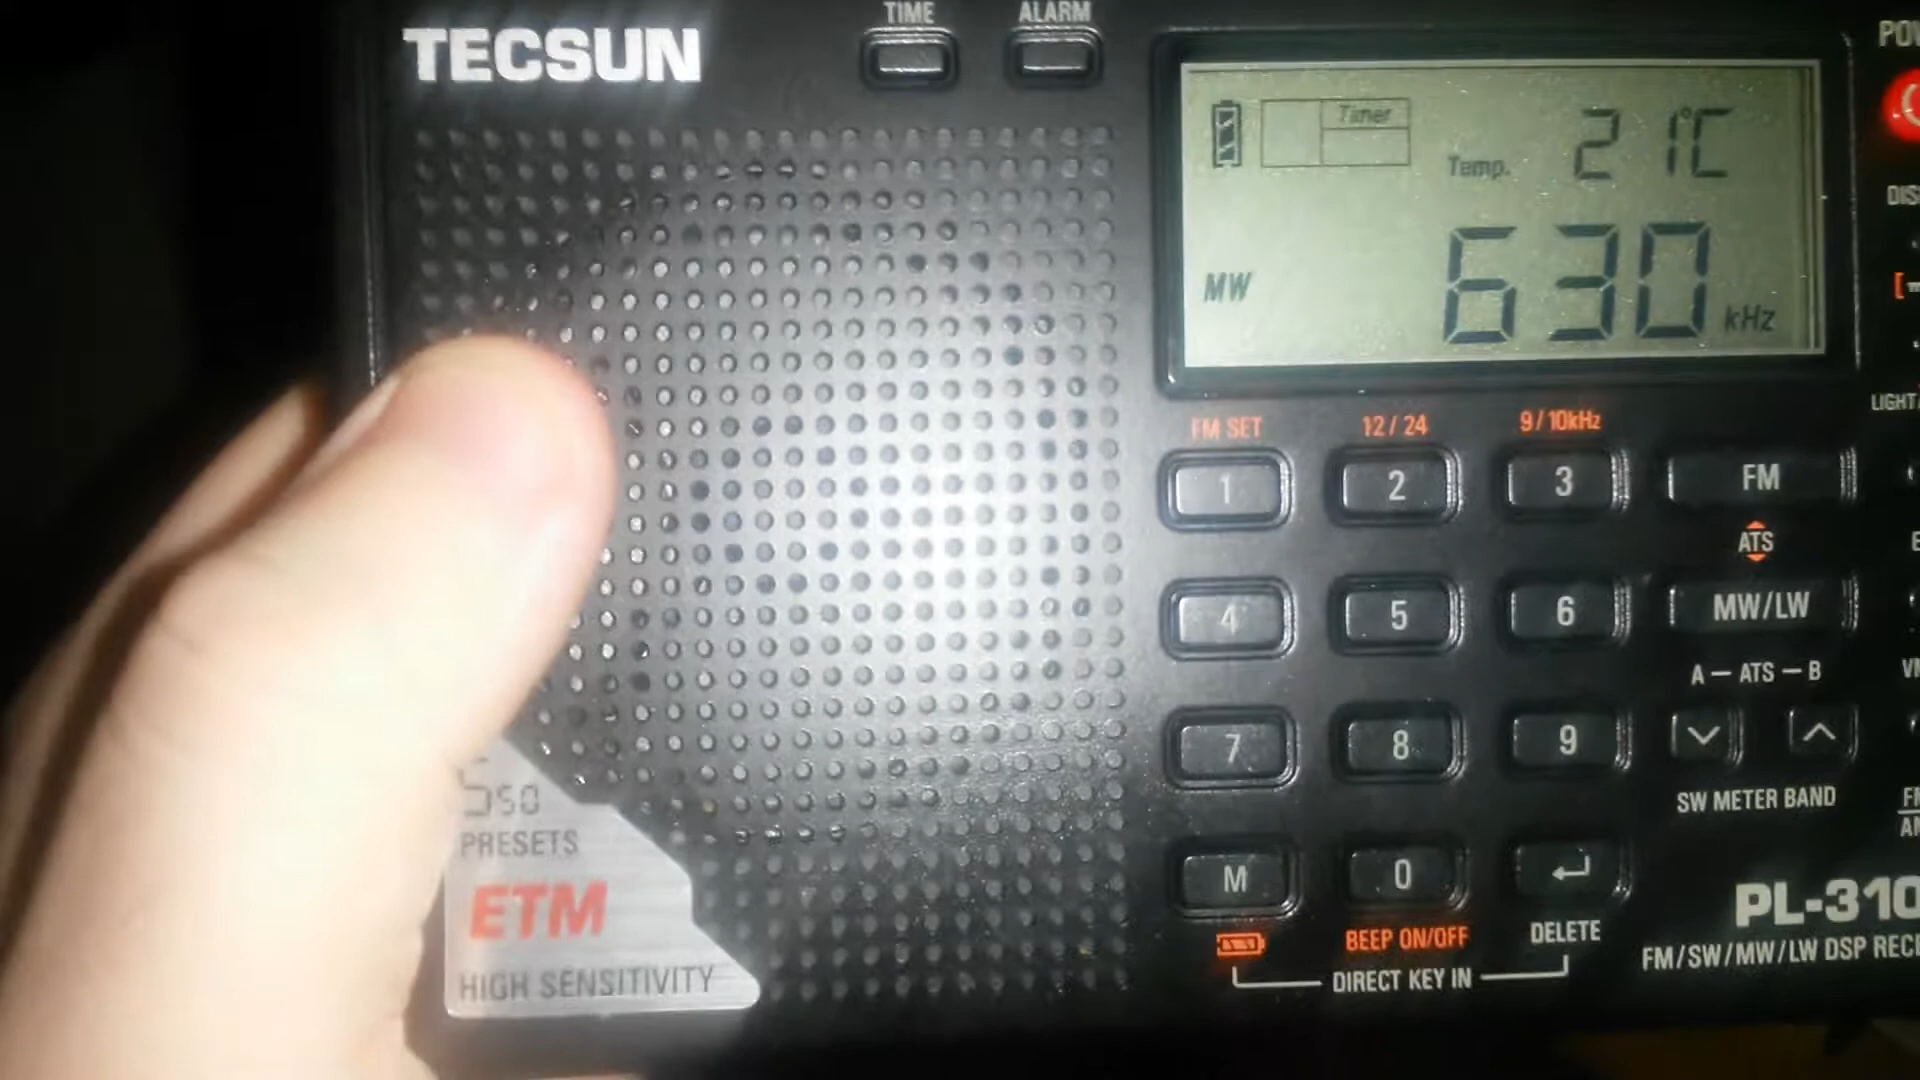 TECSUN
TIME
ALARM
Timer
Temp. 21°C
MW
630 kHz
FM SET
12 / 24
9 / 10kHz
1
2
3
FM
ATS
4
5
6
MW/LW
A — ATS — B
7
8
9
SW METER BAND
M
0
BEEP ON/OFF
DELETE
DIRECT KEY IN
PL-310
FM/SW/MW/LW DSP
550
PRESETS
ETM
HIGH SENSITIVITY